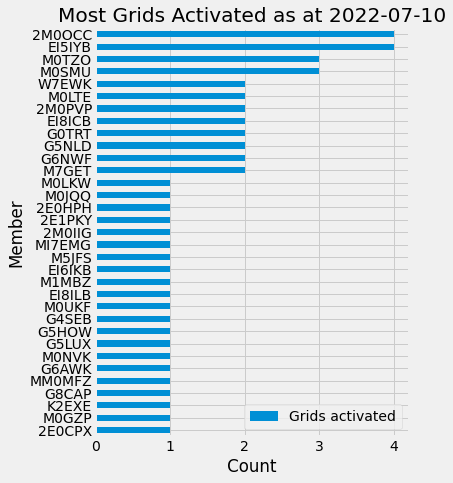 Most Grids Activated as at 2022-07-10
2M0OCC
EI5IYB
M0TZO
M0SMU
W7EWK
M0LTE
2M0PVP
EI8ICB
G0TRT
G5NLD
G6NWF
M7GET
M0LKW
M0JQQ
2E0HPH
2E1PKY
2M0IIG
MI7EMG
M5JFS
EI6IKB
M1MBZ
EI8ILB
M0UKF
G4SEB
G5HOW
G5LUX
M0NVK
G6AWK
MM0MFZ
G8CAP
K2EXE
M0GZP
2E0CPX
Member
Grids activated
0 1 2 3 4
Count